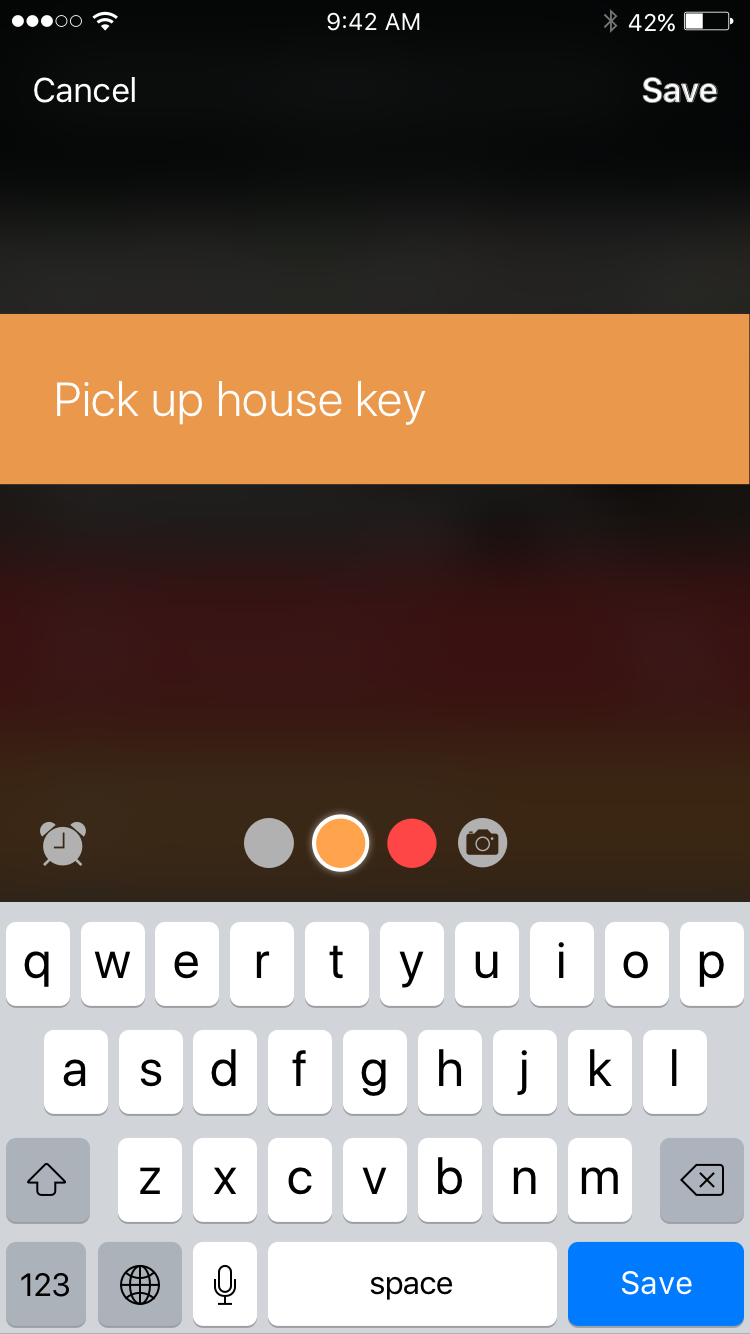 9:42 AM 42%
Cancel Save
Pick up house key
q w e r t y u i o p
a s d f g h j k l
z x c v b n m
123 space Save